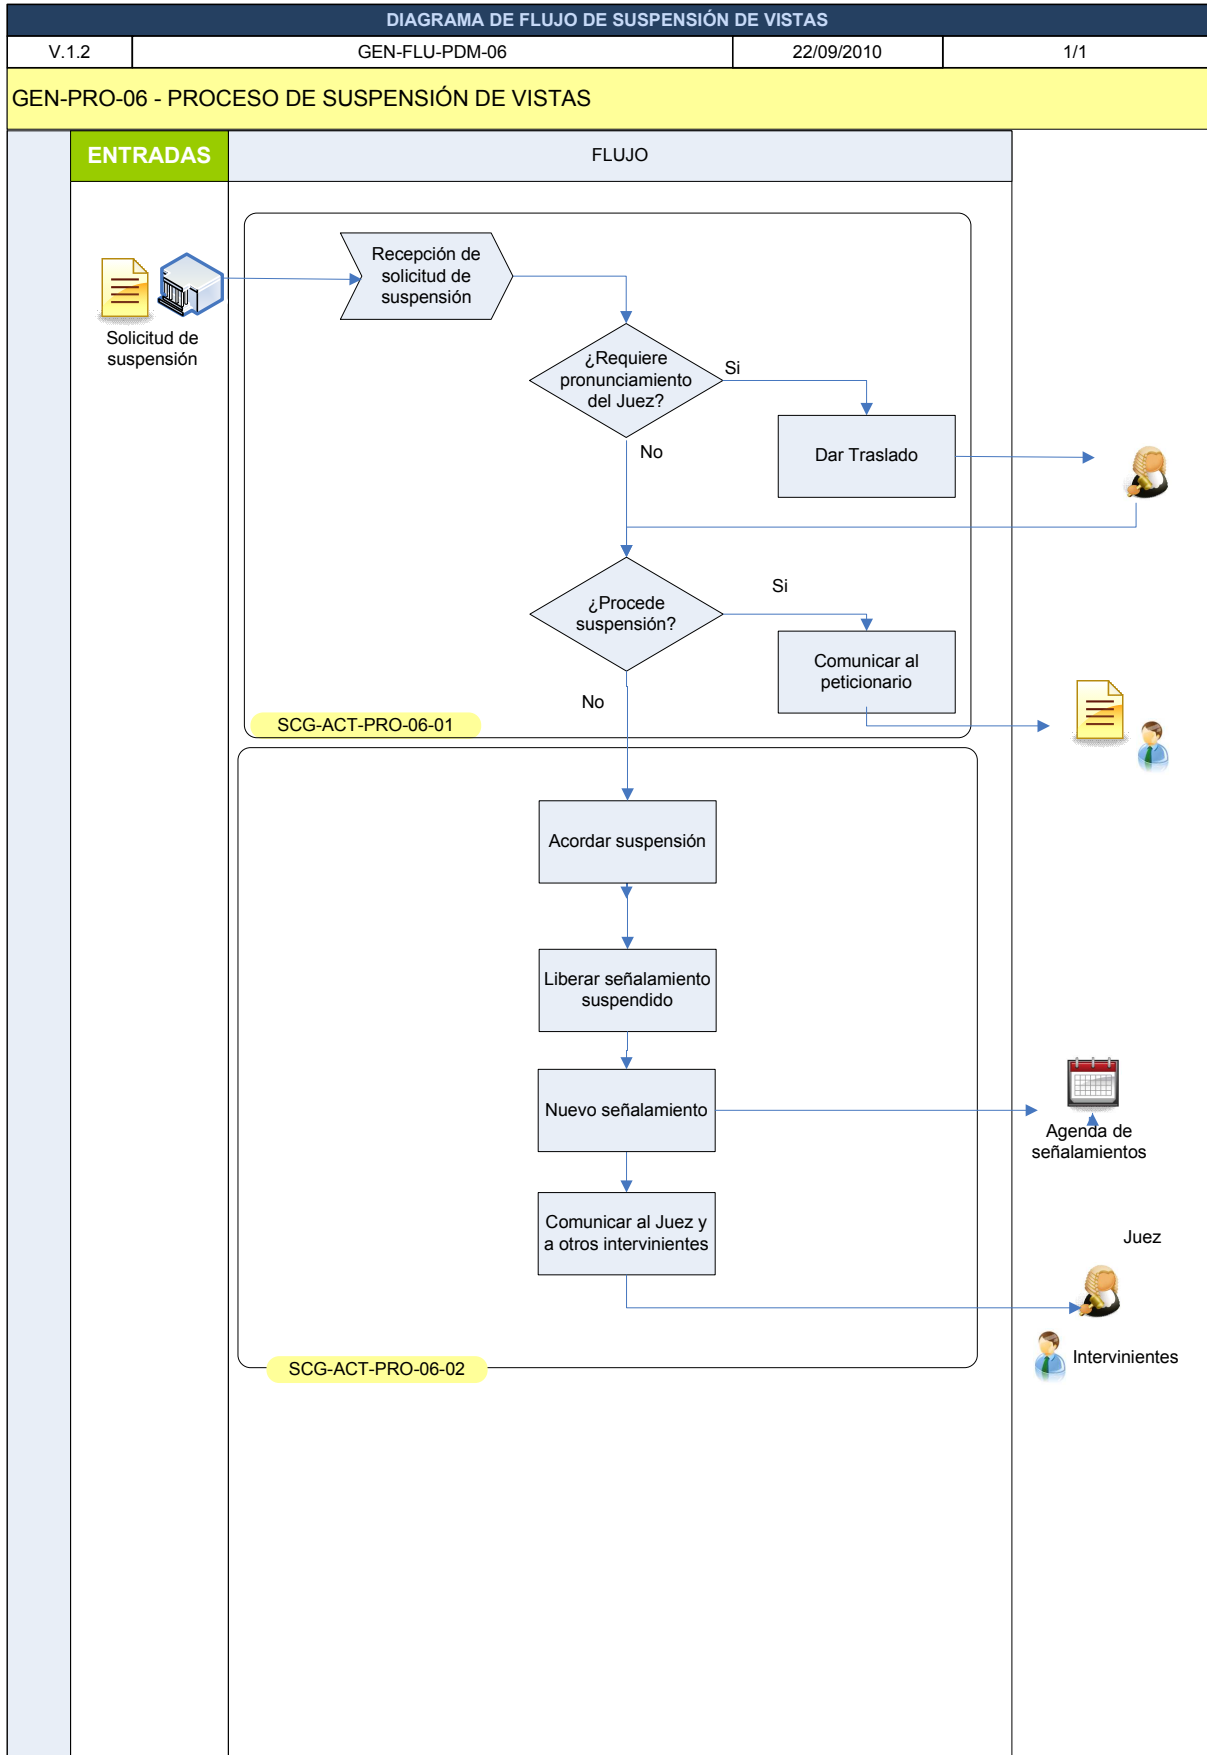 DIAGRAMA DE FLUJO DE SUSPENSIÓN DE VISTAS
V.1.2 GEN-FLU-PDM-06 22/09/2010 1/1
GEN-PRO-06 - PROCESO DE SUSPENSIÓN DE VISTAS
ENTRADAS FLUJO
Solicitud de
suspensión
Recepción de
solicitud de
suspensión
¿Requiere
pronunciamiento
del Juez?
Si
No
Dar Traslado
¿Procede
suspensión?
Si
No
Comunicar al
peticionario
SCG-ACT-PRO-06-01
Acordar suspensión
Liberar señalamiento
suspendido
Nuevo señalamiento
Agenda de
señalamientos
Comunicar al Juez y
a otros intervinientes
Juez
Intervinientes
SCG-ACT-PRO-06-02